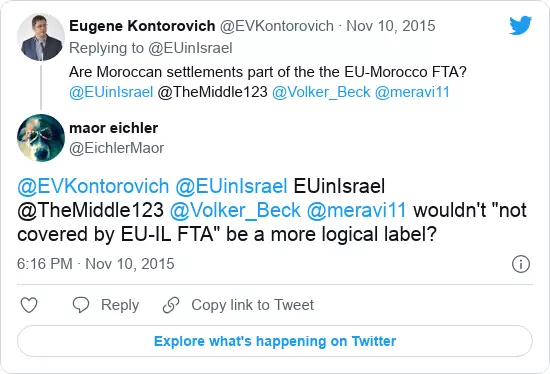 Eugene Kontorovich @EVKontorovich · Nov 10, 2015
Replying to @EUinIsrael
Are Moroccan settlements part of the the EU-Morocco FTA?
@EUinIsrael @TheMiddle123 @Volker_Beck @meravi11
maor eichler
@EichlerMaor
@EVKontorovich @EUinIsrael EUinIsrael
@TheMiddle123 @Volker_Beck @meravi11 wouldn't "not
covered by EU-IL FTA" be a more logical label?
6:16 PM · Nov 10, 2015
Reply
Copy link to Tweet
Explore what's happening on Twitter